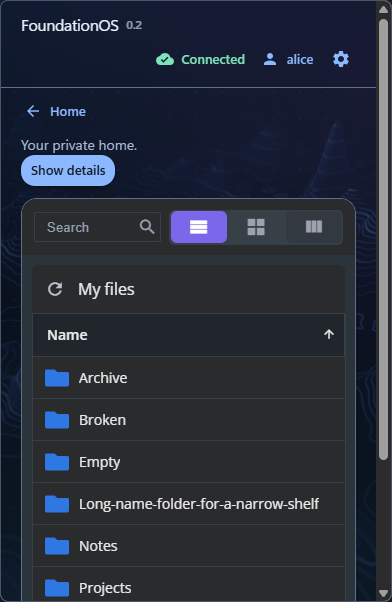 FoundationOS 0.2
Connected alice
Home
Your private home.
Show details
Search
My files
Name
Archive
Broken
Empty
Long-name-folder-for-a-narrow-shelf
Notes
Projects